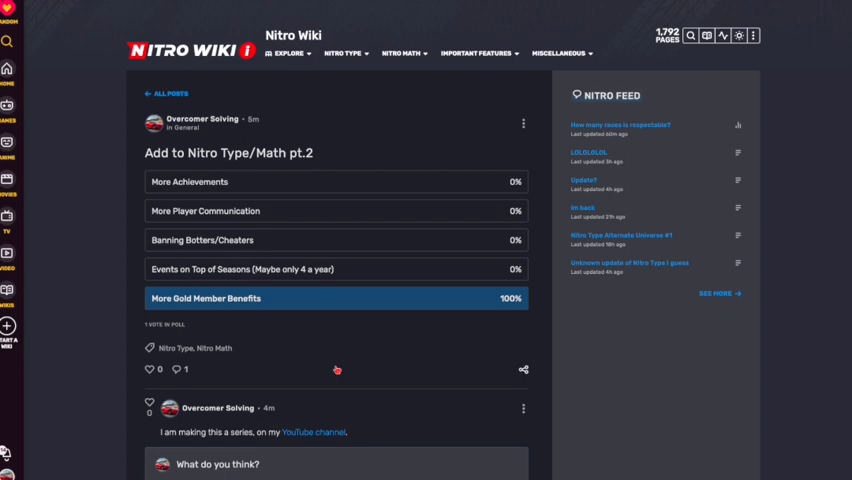 ANDOM
HOME
GAMES
ANIME
MOVIES
TV
VIDEO
WIKIS
START A
WIKI
NITRO WIKI i
Nitro Wiki
EXPLORE
NITRO TYPE
NITRO MATH
IMPORTANT FEATURES
MISCELLANEOUS
1,792
PAGES
← ALL POSTS
Overcomer Solving • 5m
in General
Add to Nitro Type/Math pt.2
More Achievements 0%
More Player Communication 0%
Banning Botters/Cheaters 0%
Events on Top of Seasons (Maybe only 4 a year) 0%
More Gold Member Benefits 100%
1 VOTE IN POLL
Nitro Type, Nitro Math
0 1
0
Overcomer Solving • 4m
I am making this a series, on my YouTube channel.
What do you think?
NITRO FEED
How many races is respectable?
Last updated 60m ago
LOLOLOLOL
Last updated 3h ago
Update?
Last updated 4h ago
im back
Last updated 21h ago
Nitro Type Alternate Universe #1
Last updated 18h ago
Unknown update of Nitro Type I guess
Last updated 4h ago
SEE MORE →